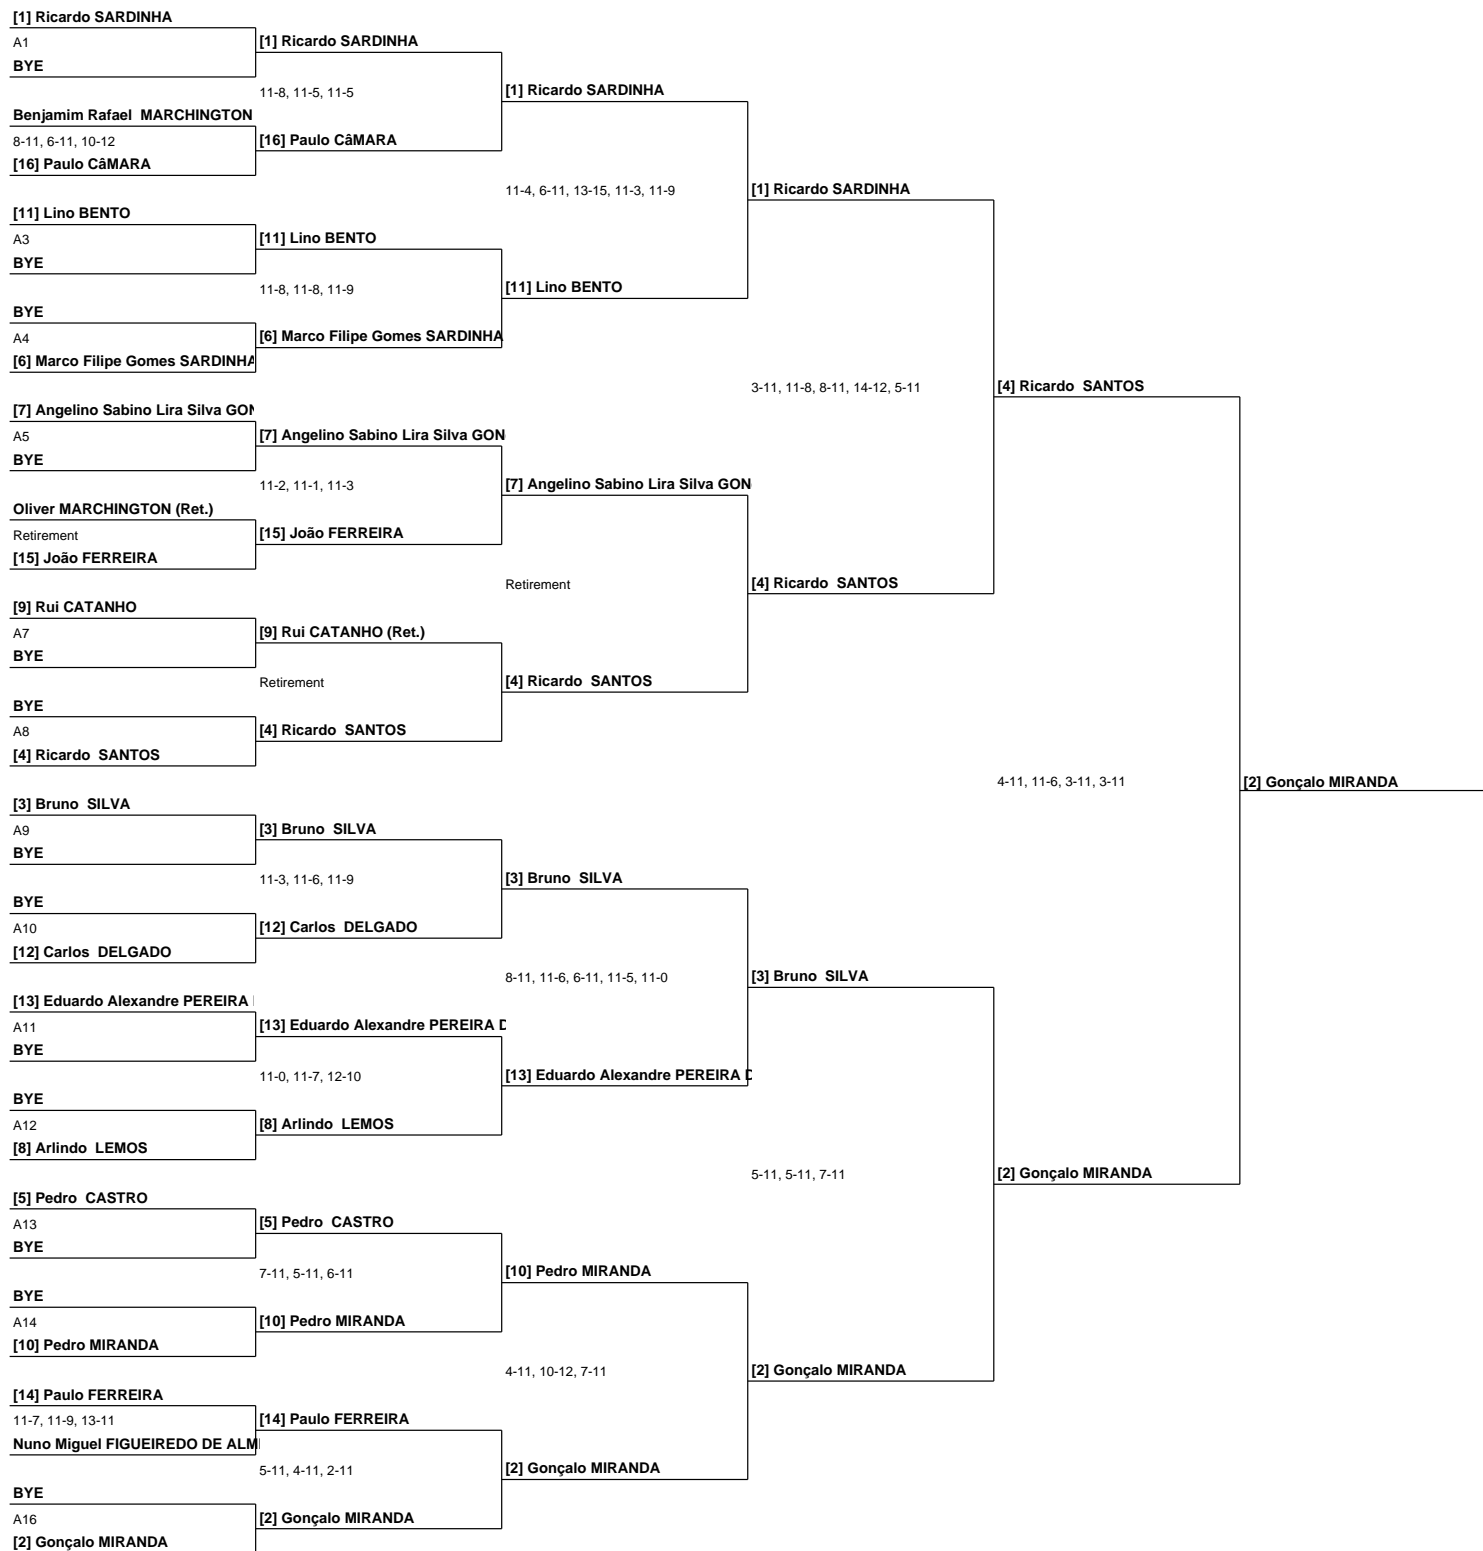 [1] Ricardo SARDINHA
A1
BYE
Benjamim Rafael  MARCHINGTON
8-11, 6-11, 10-12
[16] Paulo CâMARA
[11] Lino BENTO
A3
BYE
BYE
A4
[6] Marco Filipe Gomes SARDINHA
[7] Angelino Sabino Lira Silva GON
A5
BYE
Oliver MARCHINGTON (Ret.)
Retirement
[15] João FERREIRA
[9] Rui CATANHO
A7
BYE
BYE
A8
[4] Ricardo  SANTOS
[3] Bruno  SILVA
A9
BYE
BYE
A10
[12] Carlos  DELGADO
[13] Eduardo Alexandre PEREIRA
A11
BYE
BYE
A12
[8] Arlindo  LEMOS
[5] Pedro  CASTRO
A13
BYE
BYE
A14
[10] Pedro MIRANDA
[14] Paulo FERREIRA
11-7, 11-9, 13-11
Nuno Miguel FIGUEIREDO DE ALM
BYE
A16
[2] Gonçalo MIRANDA
[1] Ricardo SARDINHA
11-8, 11-5, 11-5
[16] Paulo CâMARA
[11] Lino BENTO
11-8, 11-8, 11-9
[6] Marco Filipe Gomes SARDINHA
[7] Angelino Sabino Lira Silva GON
11-2, 11-1, 11-3
[15] João FERREIRA
[9] Rui CATANHO (Ret.)
Retirement
[4] Ricardo  SANTOS
[3] Bruno  SILVA
11-3, 11-6, 11-9
[12] Carlos  DELGADO
[13] Eduardo Alexandre PEREIRA D
11-0, 11-7, 12-10
[8] Arlindo  LEMOS
[5] Pedro  CASTRO
7-11, 5-11, 6-11
[10] Pedro MIRANDA
[14] Paulo FERREIRA
5-11, 4-11, 2-11
[2] Gonçalo MIRANDA
[1] Ricardo SARDINHA
11-4, 6-11, 13-15, 11-3, 11-9
[11] Lino BENTO
[7] Angelino Sabino Lira Silva GON
Retirement
[4] Ricardo  SANTOS
[3] Bruno  SILVA
8-11, 11-6, 6-11, 11-5, 11-0
[13] Eduardo Alexandre PEREIRA D
[10] Pedro MIRANDA
4-11, 10-12, 7-11
[2] Gonçalo MIRANDA
[1] Ricardo SARDINHA
3-11, 11-8, 8-11, 14-12, 5-11
[4] Ricardo  SANTOS
[3] Bruno  SILVA
5-11, 5-11, 7-11
[2] Gonçalo MIRANDA
[4] Ricardo  SANTOS
4-11, 11-6, 3-11, 3-11
[2] Gonçalo MIRANDA
[2] Gonçalo MIRANDA